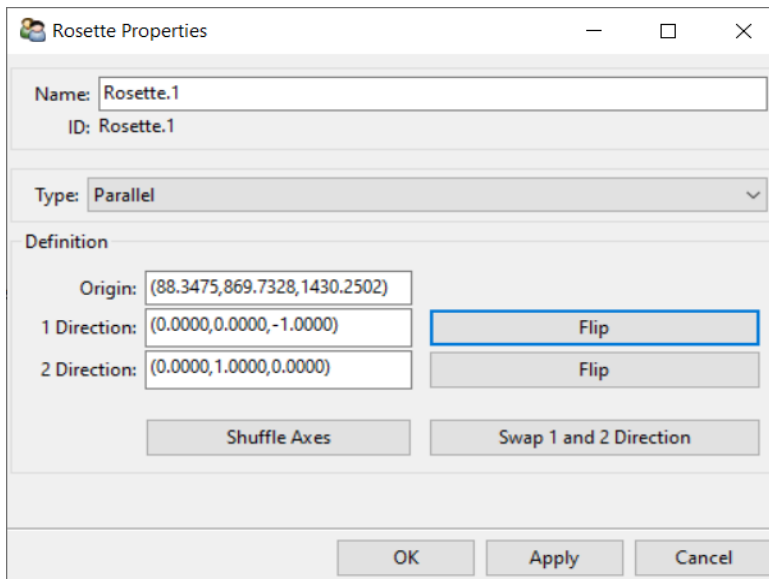 Rosette Properties
Name: Rosette.1
ID: Rosette.1
Type: Parallel
Definition
Origin: (88.3475,869.7328,1430.2502)
1 Direction: (0.0000,0.0000,-1.0000) Flip
2 Direction: (0.0000,1.0000,0.0000) Flip
Shuffle Axes Swap 1 and 2 Direction
OK Apply Cancel